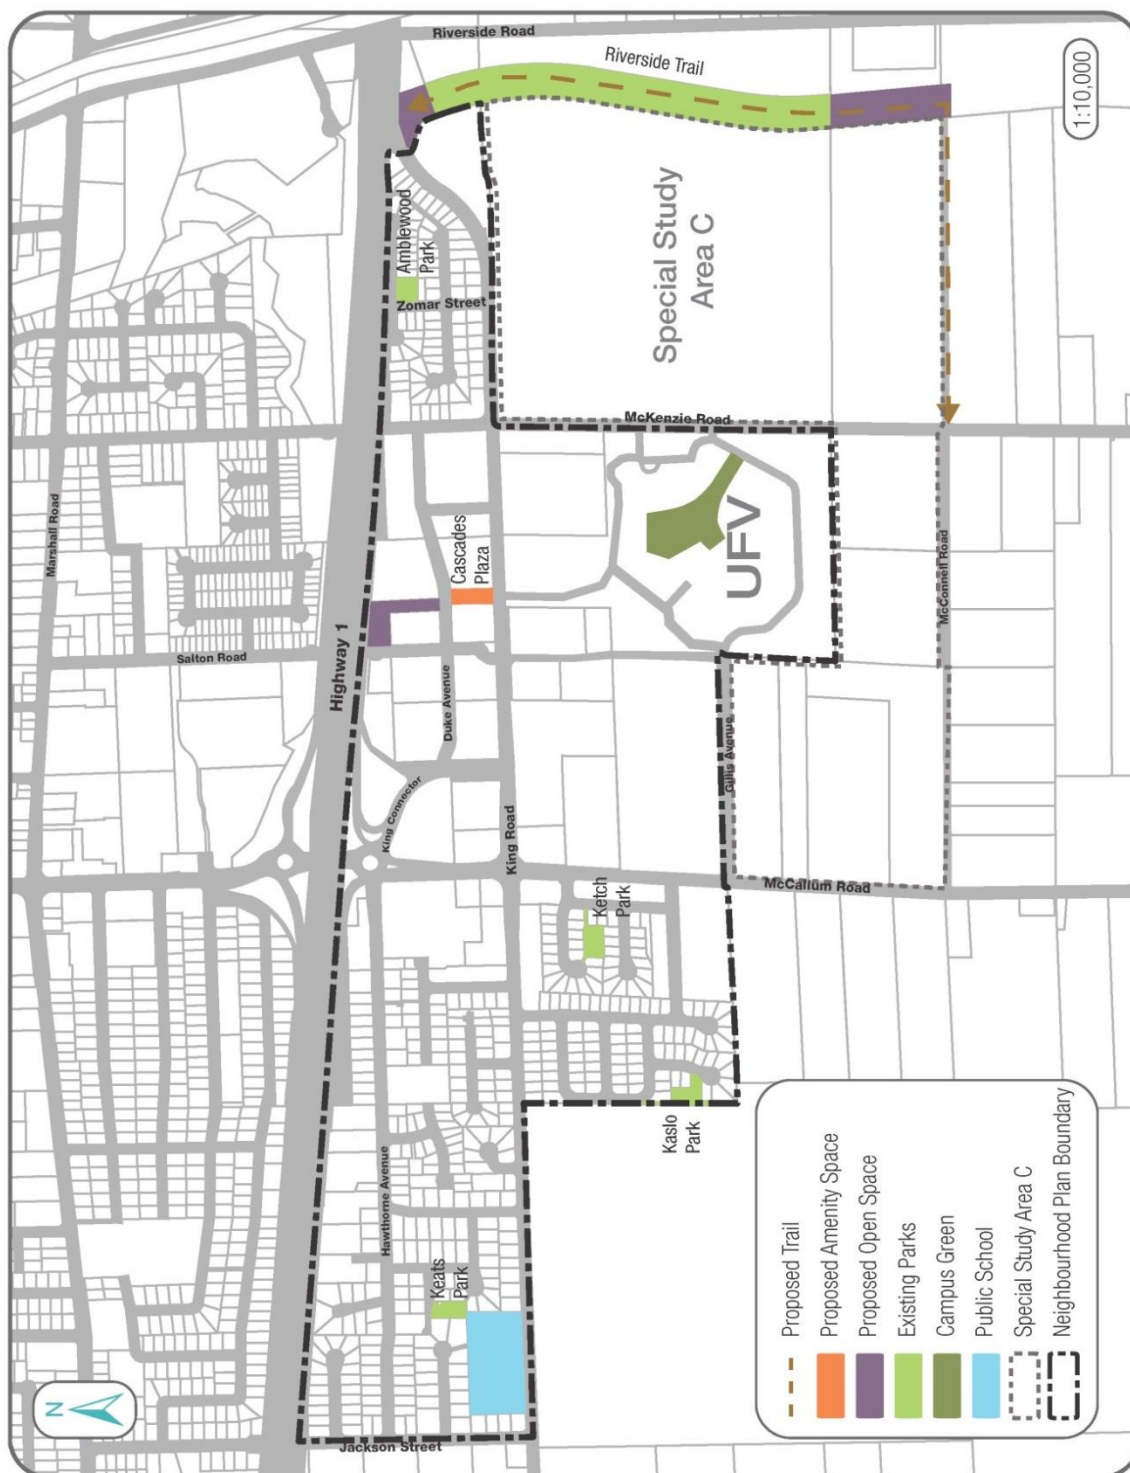 Riverside Road
Riverside Trail
1:10,000
Amblewood
Park
Zomar Street
Special Study
Area C
McKenzie Road
Marshall Road
Cascades
Plaza
UFV
McConnell Road
Salton Road
Highway 1
Duke Avenue
Gillis Avenue
King Connector
King Road
McCallum Road
Ketch
Park
Kaslo
Park
Hawthorne Avenue
Keats
Park
Jackson Street
N
Proposed Trail
Proposed Amenity Space
Proposed Open Space
Existing Parks
Campus Green
Public School
Special Study Area C
Neighbourhood Plan Boundary